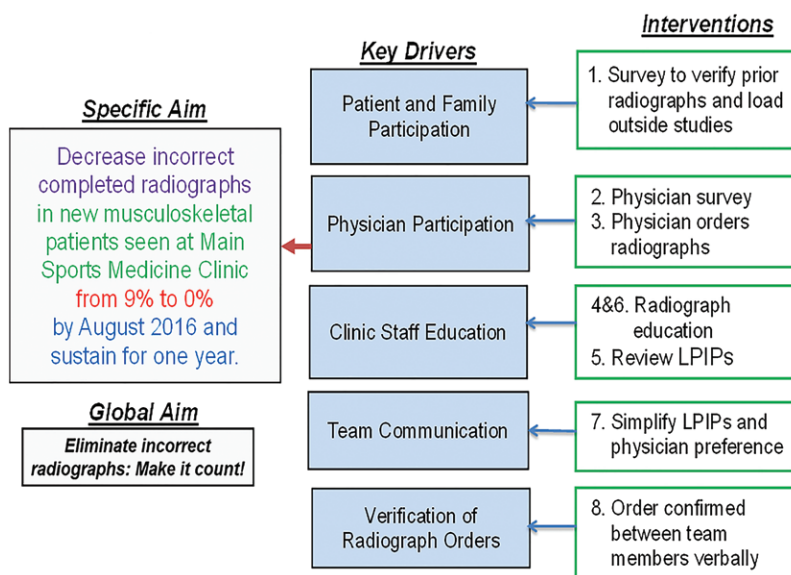 Specific Aim
Decrease incorrect
completed radiographs
in new musculoskeletal
patients seen at Main
Sports Medicine Clinic
from 9% to 0%
by August 2016 and
sustain for one year.
Global Aim
Eliminate incorrect
radiographs: Make it count!
Key Drivers
Patient and Family
Participation
Physician Participation
Clinic Staff Education
Team Communication
Verification of
Radiograph Orders
Interventions
1. Survey to verify prior
radiographs and load
outside studies
2. Physician survey
3. Physician orders
radiographs
4&6. Radiograph
education
5. Review LPIPs
7. Simplify LPIPs and
physician preference
8. Order confirmed
between team
members verbally